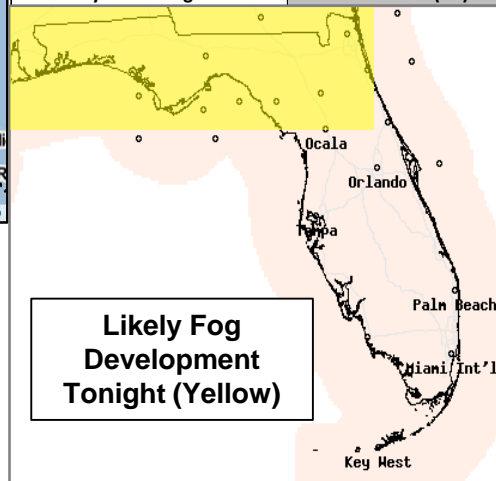 Ocala
Orlando
Tampa
Palm Beach
Miami Int'l
Key West
Likely Fog
Development
Tonight (Yellow)